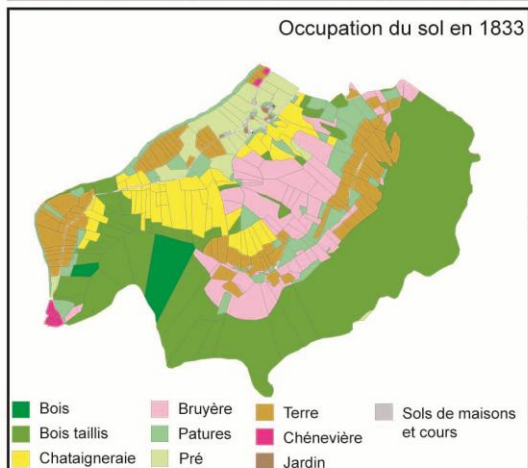 Occupation du sol en 1833
Bois
Bois taillis
Chataigneraie
Bruyère
Patures
Pré
Terre
Chénevière
Jardin
Sols de maisons
et cours